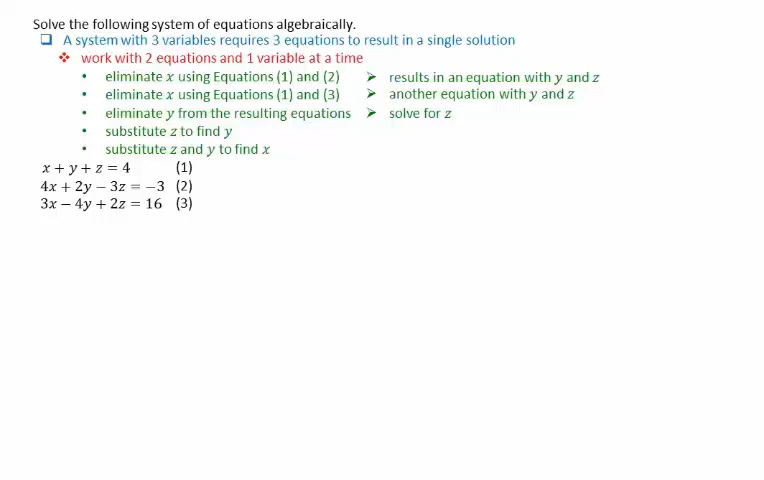 Solve the following system of equations algebraically.
❑ A system with 3 variables requires 3 equations to result in a single solution
❖ work with 2 equations and 1 variable at a time
• eliminate x using Equations (1) and (2) ➢ results in an equation with y and z
• eliminate x using Equations (1) and (3) ➢ another equation with y and z
• eliminate y from the resulting equations ➢ solve for z
• substitute z to find y
• substitute z and y to find x
x + y + z = 4 (1)
4x + 2y − 3z = −3 (2)
3x − 4y + 2z = 16 (3)